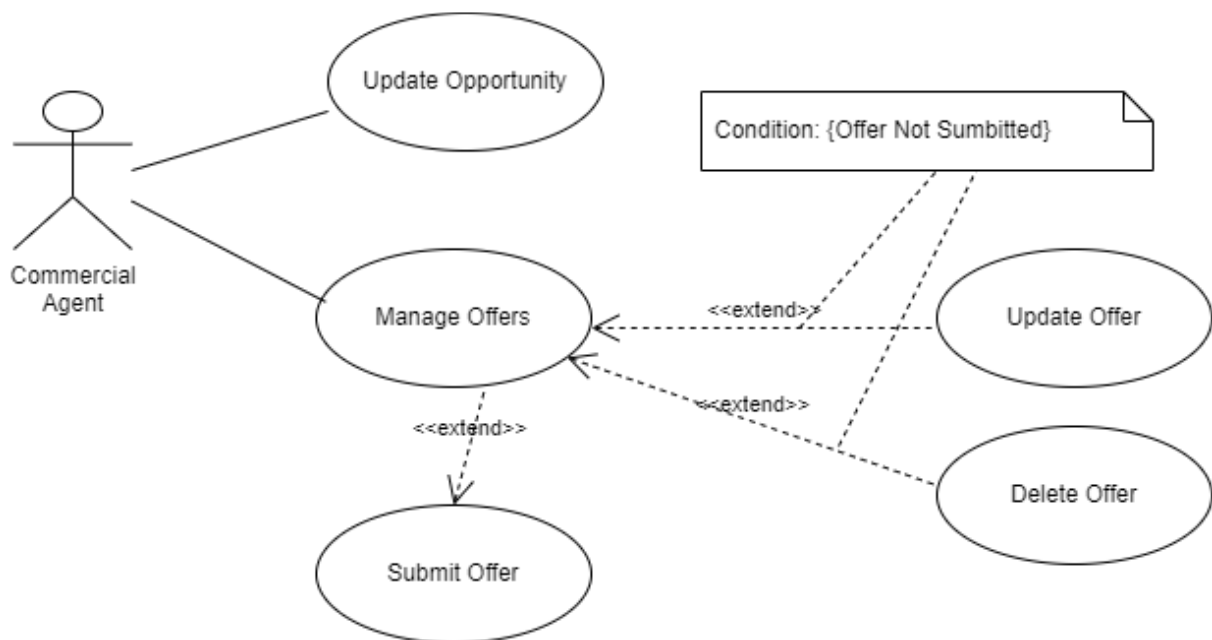 Update Opportunity
Condition: {Offer Not Sumbitted}
Commercial
Agent
Manage Offers
<<extend>>
Update Offer
<<extend>>
<<extend>>
Delete Offer
Submit Offer